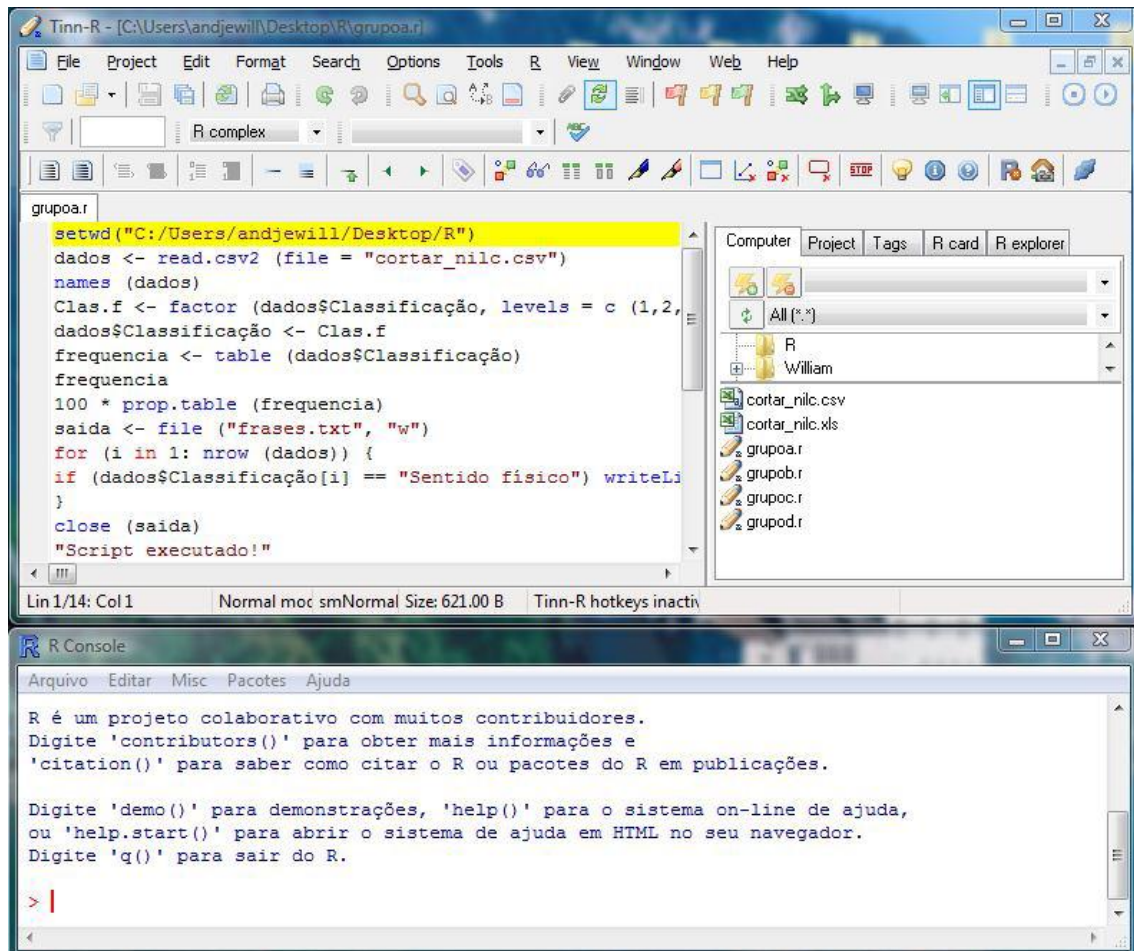 Tinn-R - [C:\Users\andjewill\Desktop\R\grupoa.r]
File Project Edit Format Search Options Tools R View Window Web Help
R complex
STOP
grupoa.r
setwd("C:/Users/andjewill/Desktop/R")
dados <- read.csv2 (file = "cortar_nilc.csv")
names (dados)
Clas.f <- factor (dados$Classificação, levels = c (1,2,
dados$Classificação <- Clas.f
frequencia <- table (dados$Classificação)
frequencia
100 * prop.table (frequencia)
saida <- file ("frases.txt", "w")
for (i in 1: nrow (dados)) {
if (dados$Classificação[i] == "Sentido físico") writeLi
}
close (saida)
"Script executado!"
Computer Project Tags R card R explorer
All (*.*)
R
William
cortar_nilc.csv
cortar_nilc.xls
grupoa.r
grupob.r
grupoc.r
grupod.r
Lin 1/14: Col 1 Normal moc smNormal Size: 621.00 B Tinn-R hotkeys inactiv
R Console
Arquivo Editar Misc Pacotes Ajuda
R é um projeto colaborativo com muitos contribuidores.
Digite 'contributors()' para obter mais informações e
'citation()' para saber como citar o R ou pacotes do R em publicações.
Digite 'demo()' para demonstrações, 'help()' para o sistema on-line de ajuda,
ou 'help.start()' para abrir o sistema de ajuda em HTML no seu navegador.
Digite 'q()' para sair do R.
>